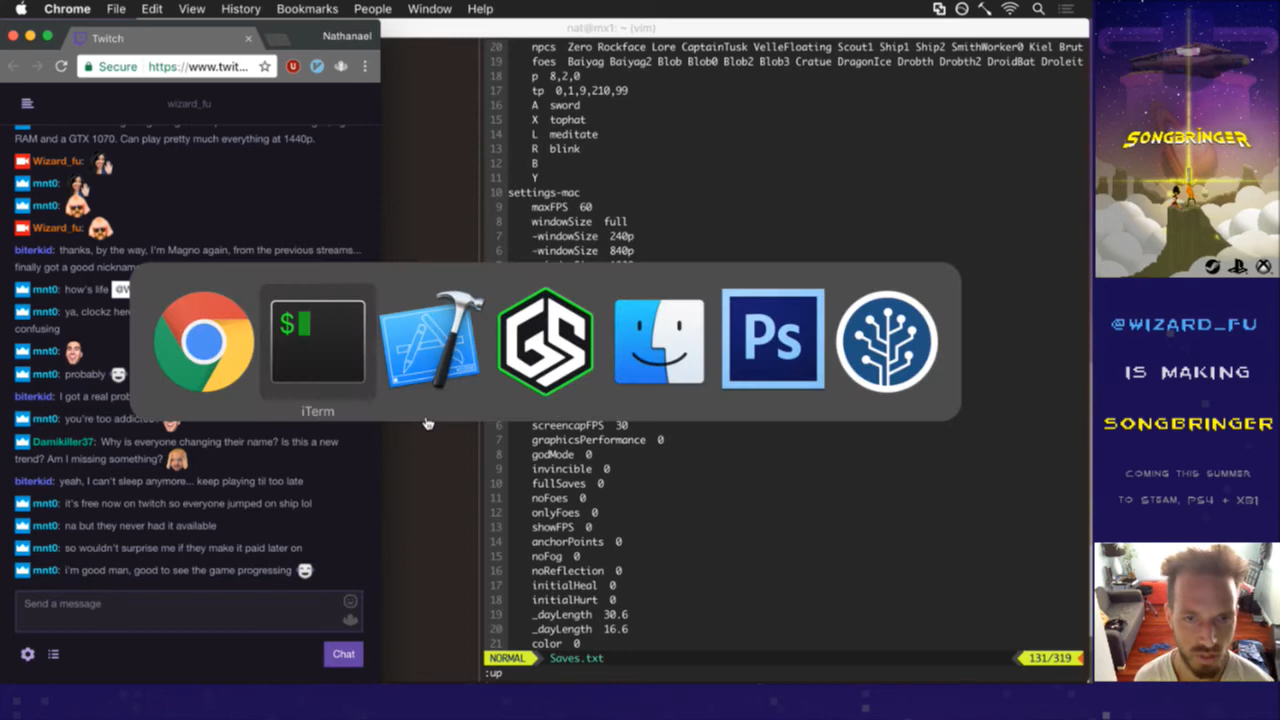 Chrome File Edit View History Bookmarks People Window Help
Twitch
Nathanael
Secure https://www.twit...
wizard_fu
RAM and a GTX 1070. Can play pretty much everything at 1440p.
Wizard_fu:
mnt0:
mnt0:
Wizard_fu:
biterkid: thanks, by the way, I'm Magno again, from the previous streams...
finally got a good nicknam
mnt0: how's life
mnt0: ya, clockz her
confusing
mnt0:
mnt0: probably
biterkid: I got a real prob
mnt0: you're too addic
Damikiller37: Why is everyone changing their name? Is this a new
trend? Am I missing something?
biterkid: yeah, I can't sleep anymore... keep playing til too late
mnt0: it's free now on twitch so everyone jumped on ship lol
mnt0: na but they never had it available
mnt0: so wouldn't surprise me if they make it paid later on
mnt0: i'm good man, good to see the game progressing
Send a message
Chat
nat@mx1: ~ (vim)
20 npcs Zero Rockface Lore CaptainTusk VelleFloating Scout1 Ship1 Ship2 SmithWorker0 Kiel Brut
19 foes Baiyag Baiyag2 Blob Blob0 Blob2 Blob3 Cratue DragonIce Drobth Drobth2 DroidBat Droleit
18 p 8,2,0
17 tp 0,1,9,210,99
16 A sword
15 X tophat
14 L meditate
13 R blink
12 B
11 Y
10 settings-mac
9 maxFPS 60
8 windowSize full
7 -windowSize 240p
6 -windowSize 840p
$
GS
Ps
iTerm
6 screencapFPS 30
7 graphicsPerformance 0
8 godMode 0
9 invincible 0
10 fullSaves 0
11 noFoes 0
12 onlyFoes 0
13 showFPS 0
14 anchorPoints 0
15 noFog 0
16 noReflection 0
17 initialHeal 0
18 initialHurt 0
19 _dayLength 30.6
20 _dayLength 16.6
21 color 0
NORMAL Saves.txt 131/319
:up
SONGBRINGER
@WIZARD_FU
IS MAKING
SONGBRINGER
COMING THIS SUMMER
TO STEAM, PS4 + XB1